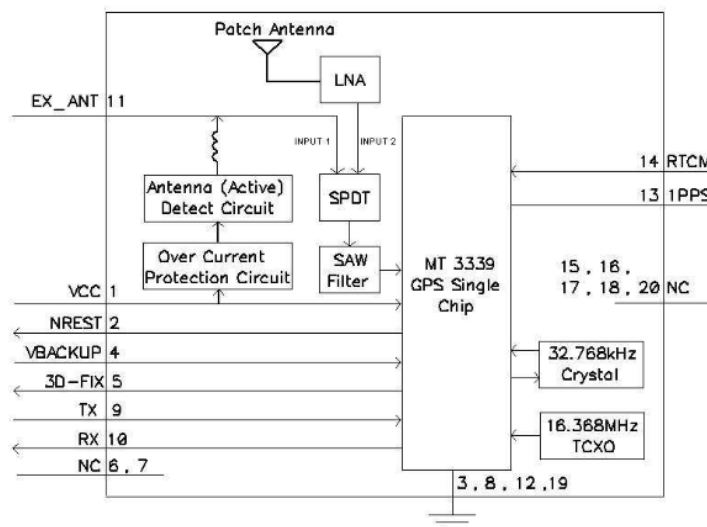 Patch Antenna
LNA
EX_ANT 11
INPUT 1
INPUT 2
14 RTCM
13 1PPS
Antenna (Active)
Detect Circuit
SPDT
Over Current
Protection Circuit
SAW
Filter
MT 3339
GPS Single
Chip
15 , 16 ,
17 , 18 , 20 NC
VCC 1
NREST 2
VBACKUP 4
3D-FIX 5
TX 9
RX 10
NC 6 , 7
32.768kHz
Crystal
16.368MHz
TCXO
3 , 8 , 12 ,19